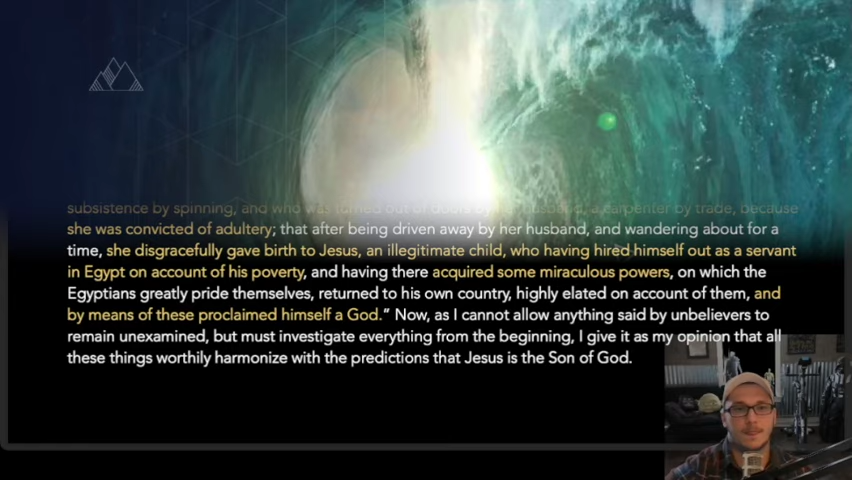 subsistence by spinning, and who was turned out of doors by her husband, a carpenter by trade, because
she was convicted of adultery; that after being driven away by her husband, and wandering about for a
time, she disgracefully gave birth to Jesus, an illegitimate child, who having hired himself out as a servant
in Egypt on account of his poverty, and having there acquired some miraculous powers, on which the
Egyptians greatly pride themselves, returned to his own country, highly elated on account of them, and
by means of these proclaimed himself a God.” Now, as I cannot allow anything said by unbelievers to
remain unexamined, but must investigate everything from the beginning, I give it as my opinion that all
these things worthily harmonize with the predictions that Jesus is the Son of God.